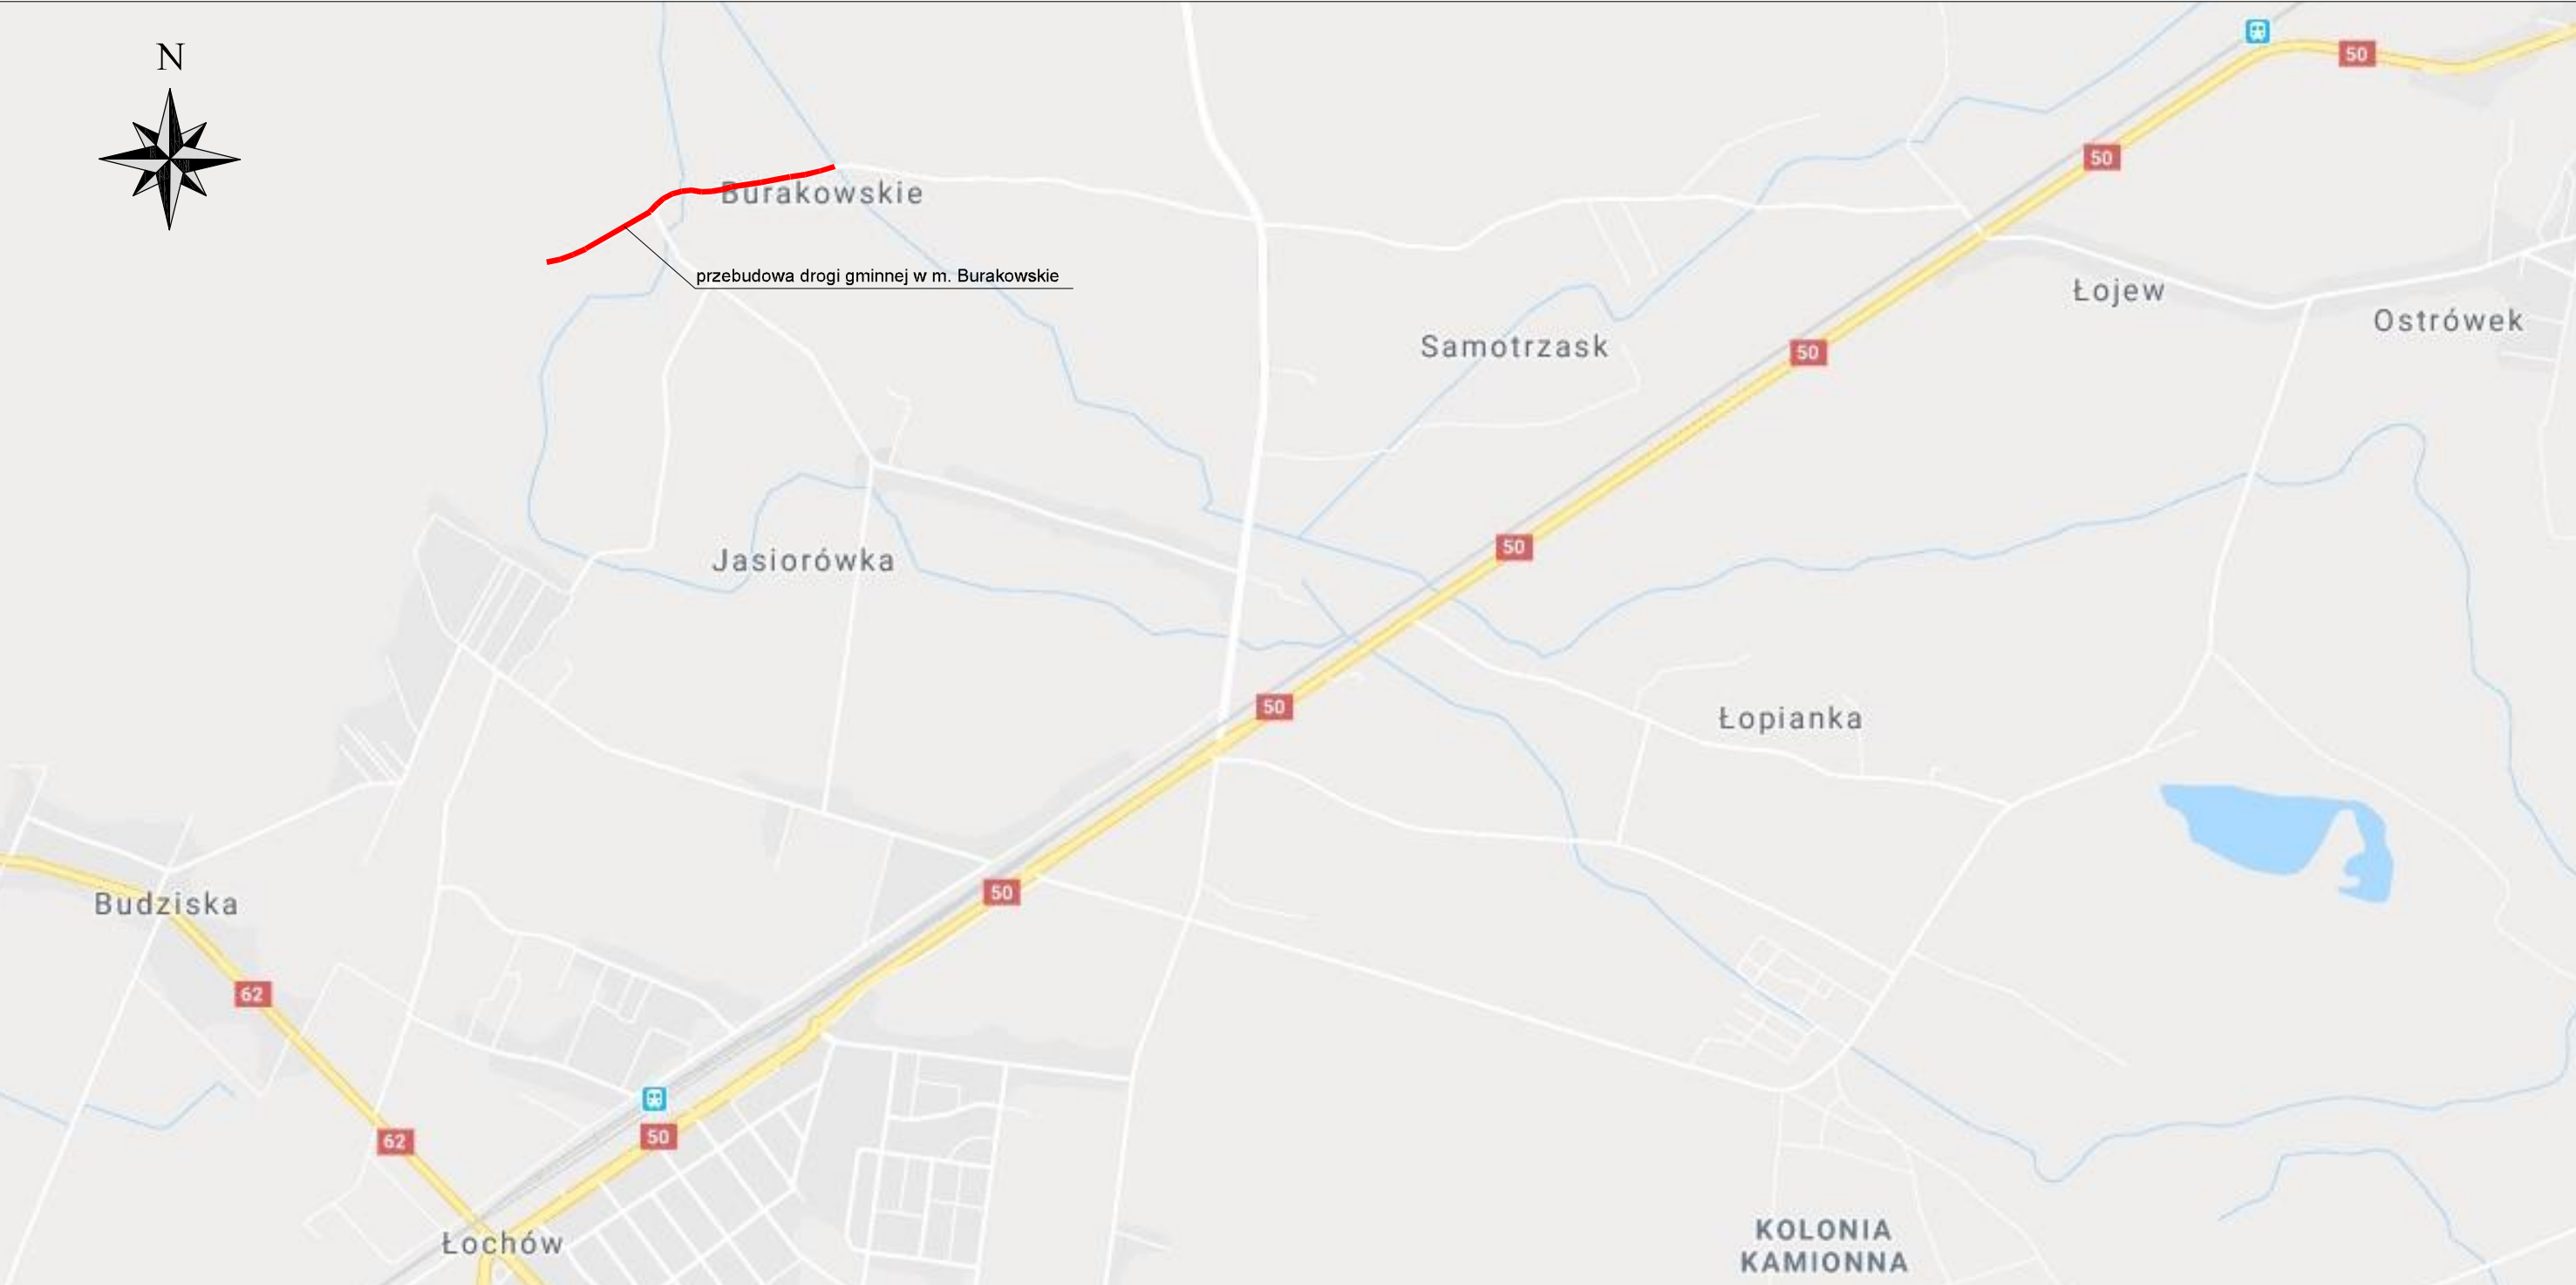 N
50
50
Burakowskie
przebudowa drogi gminnej w m. Burakowskie
Łojew
Ostrówek
Samotrzask
50
50
Jasiorówka
50
Łopianka
50
Budziska
62
62
50
Łochów
KOLONIA
KAMIONNA